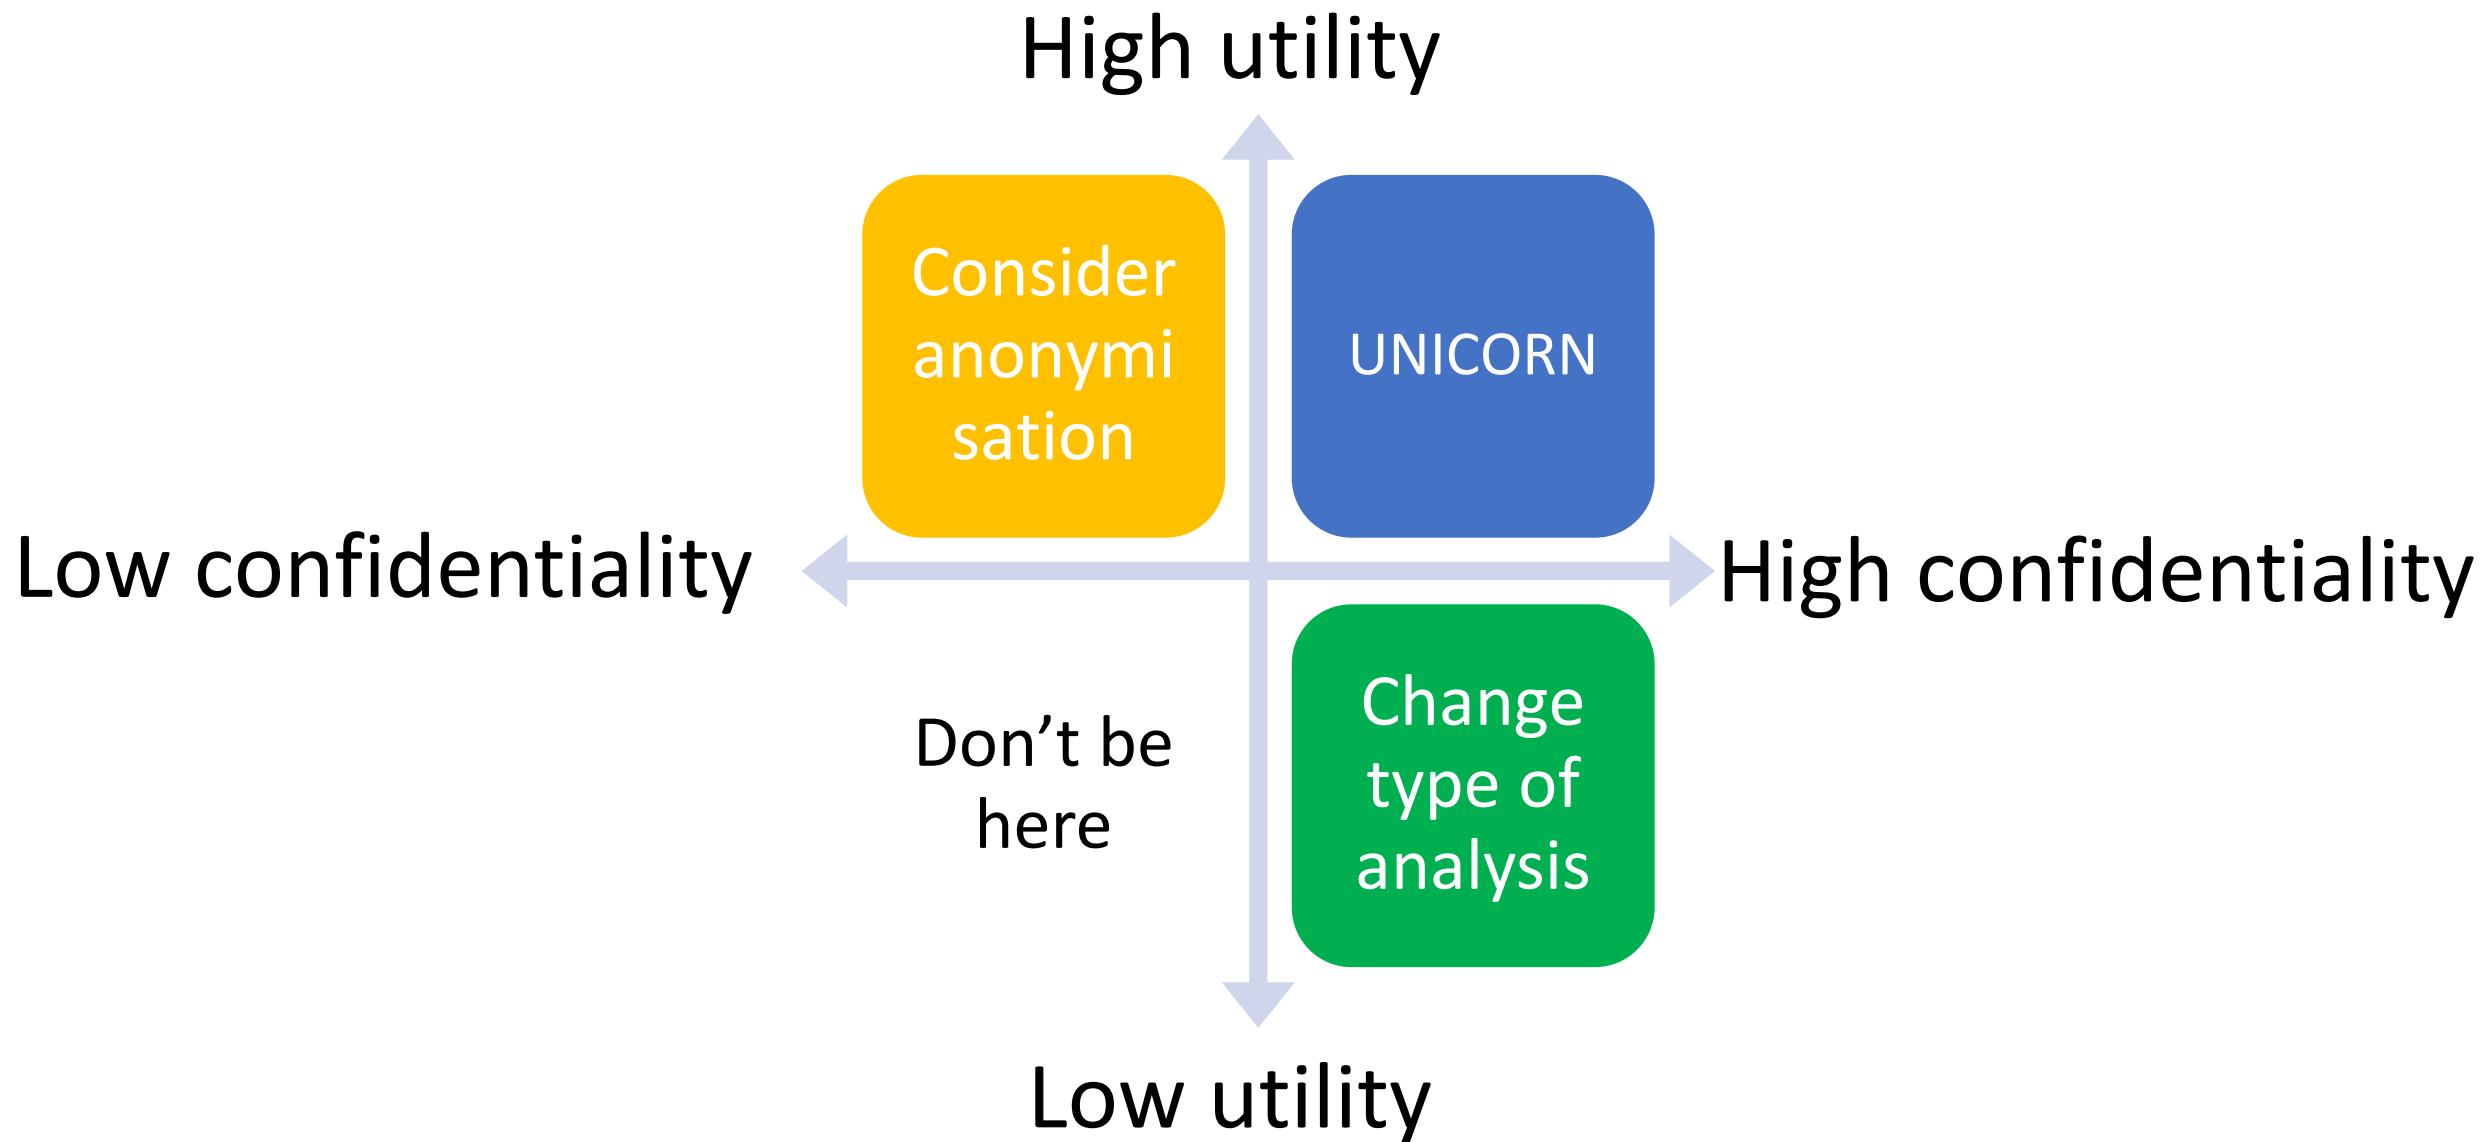 High utility
Consider
anonymi
sation
UNICORN
Low confidentiality
High confidentiality
Don’t be
here
Change
type of
analysis
Low utility